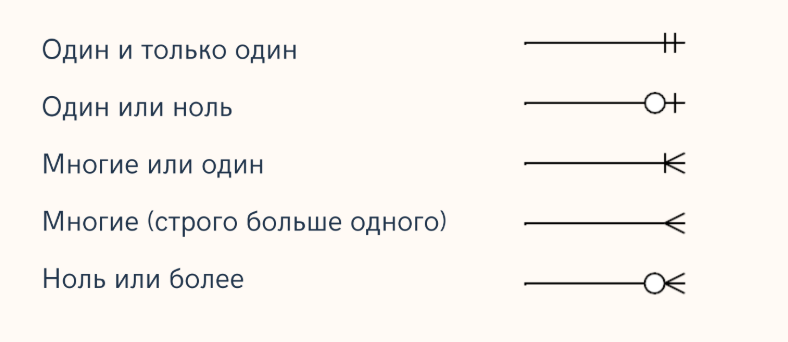 Один и только один
Один или ноль
Многие или один
Многие (строго больше одного)
Ноль или более